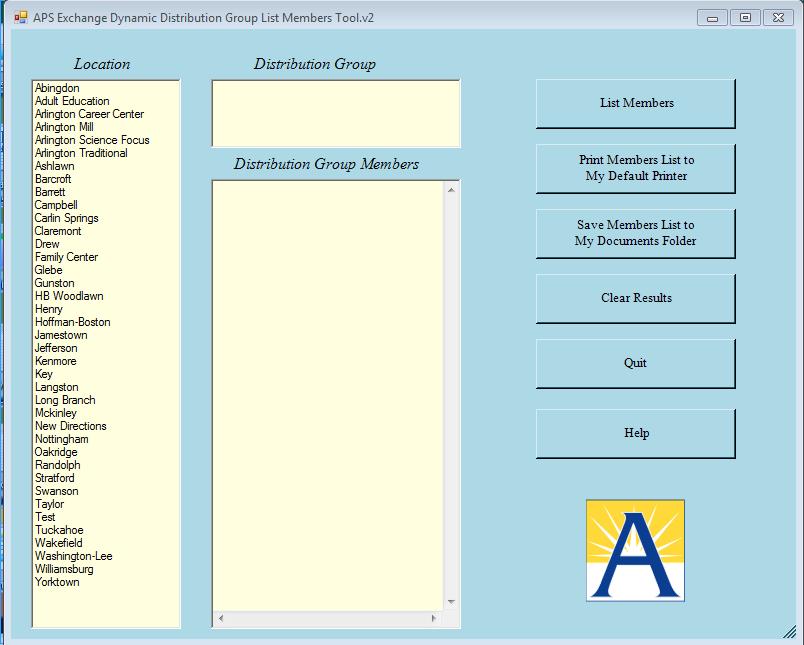 APS Exchange Dynamic Distribution Group List Members Tool.v2
Location
Abingdon
Adult Education
Arlington Career Center
Arlington Mill
Arlington Science Focus
Arlington Traditional
Ashlawn
Barcroft
Barrett
Campbell
Carlin Springs
Claremont
Drew
Family Center
Glebe
Gunston
HB Woodlawn
Henry
Hoffman-Boston
Jamestown
Jefferson
Kenmore
Key
Langston
Long Branch
Mckinley
New Directions
Nottingham
Oakridge
Randolph
Stratford
Swanson
Taylor
Test
Tuckahoe
Wakefield
Washington-Lee
Williamsburg
Yorktown
Distribution Group
Distribution Group Members
List Members
Print Members List to
My Default Printer
Save Members List to
My Documents Folder
Clear Results
Quit
Help
A